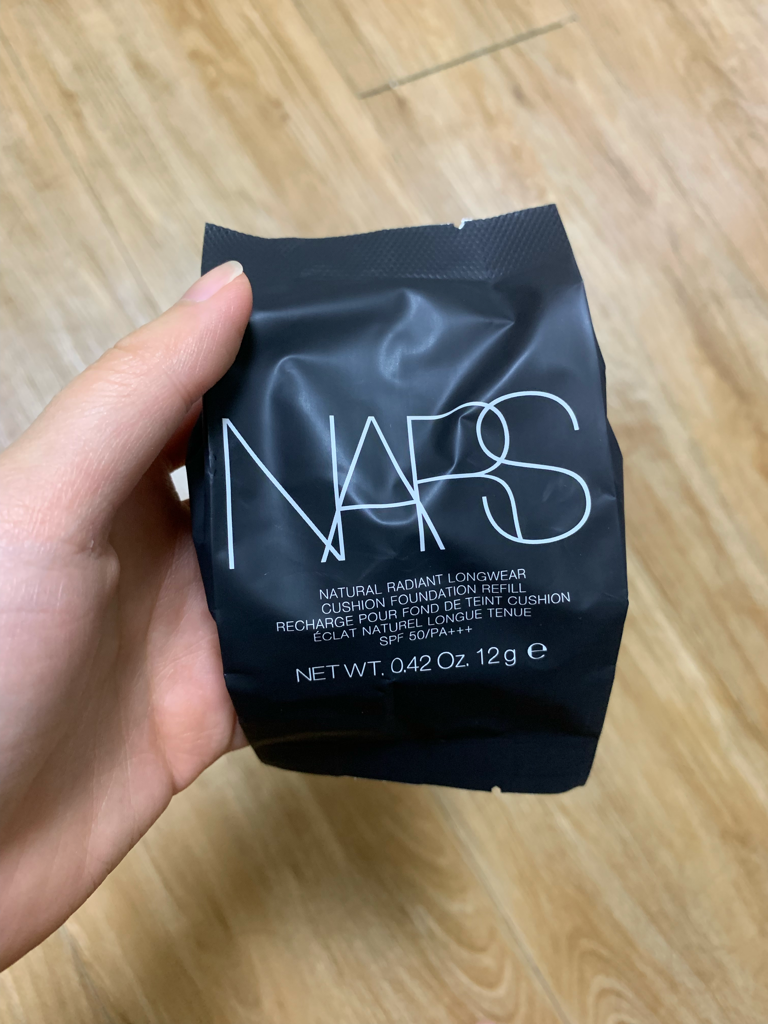 NARS
NATURAL RADIANT LONGWEAR
CUSHION FOUNDATION REFILL
RECHARGE POUR FOND DE TEINT CUSHION
ÉCLAT NATUREL LONGUE TENUE
SPF 50/PA+++
NET WT. 0.42 Oz. 12g ℮